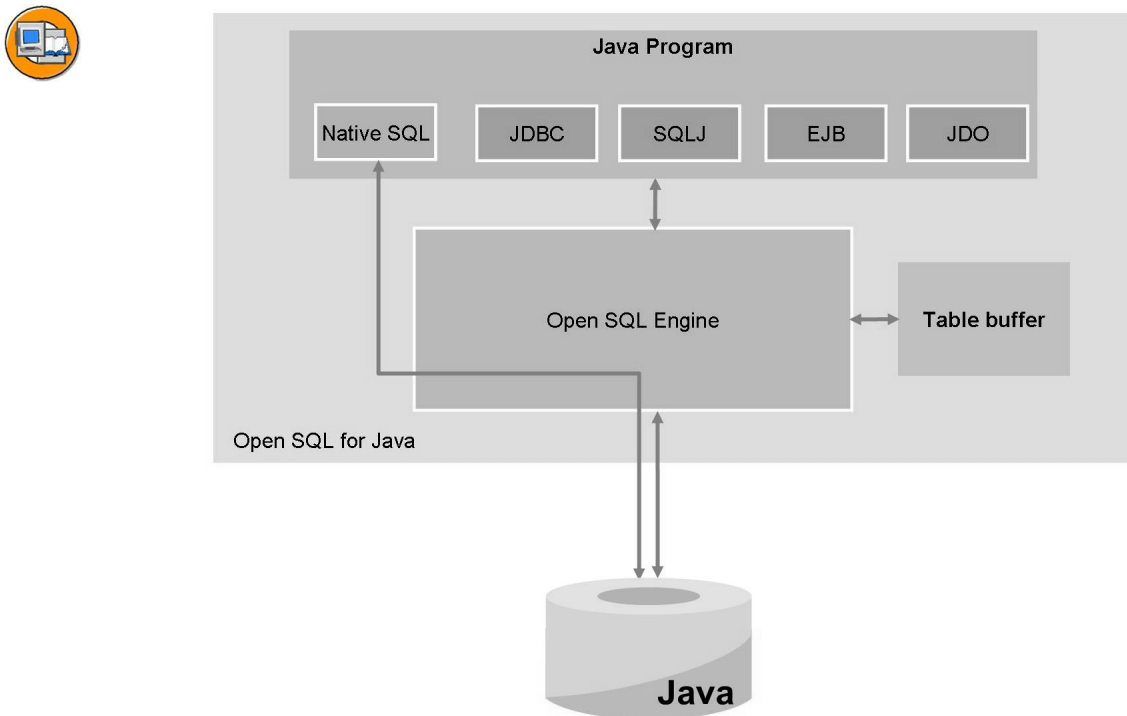 Java Program
Native SQL
JDBC
SQLJ
EJB
JDO
Open SQL Engine
Table buffer
Open SQL for Java
Java